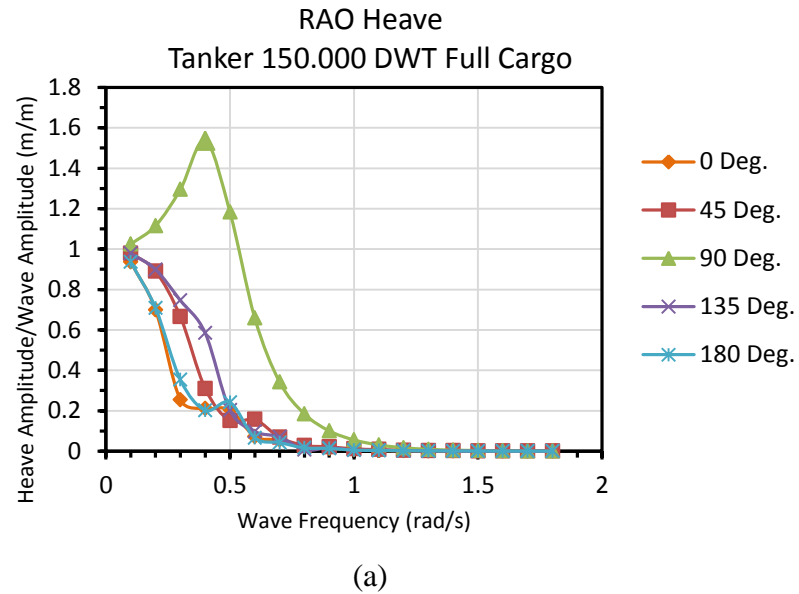 RAO Heave
Tanker 150.000 DWT Full Cargo
Heave Amplitude/Wave Amplitude (m/m)
1.8
1.6
1.4
1.2
1
0.8
0.6
0.4
0.2
0
0 0.5 1 1.5 2
Wave Frequency (rad/s)
0 Deg.
45 Deg.
90 Deg.
135 Deg.
180 Deg.
(a)